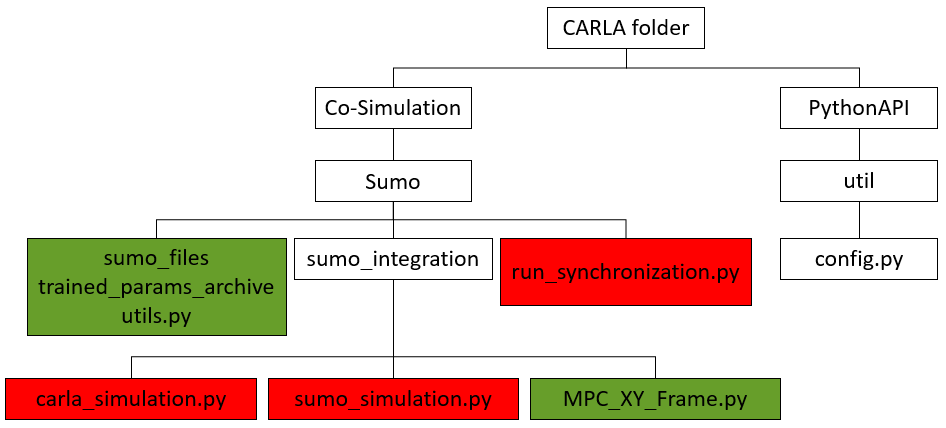 CARLA folder
Co-Simulation
PythonAPI
Sumo
util
sumo_files
trained_params_archive
utils.py
sumo_integration
run_synchronization.py
config.py
carla_simulation.py
sumo_simulation.py
MPC_XY_Frame.py